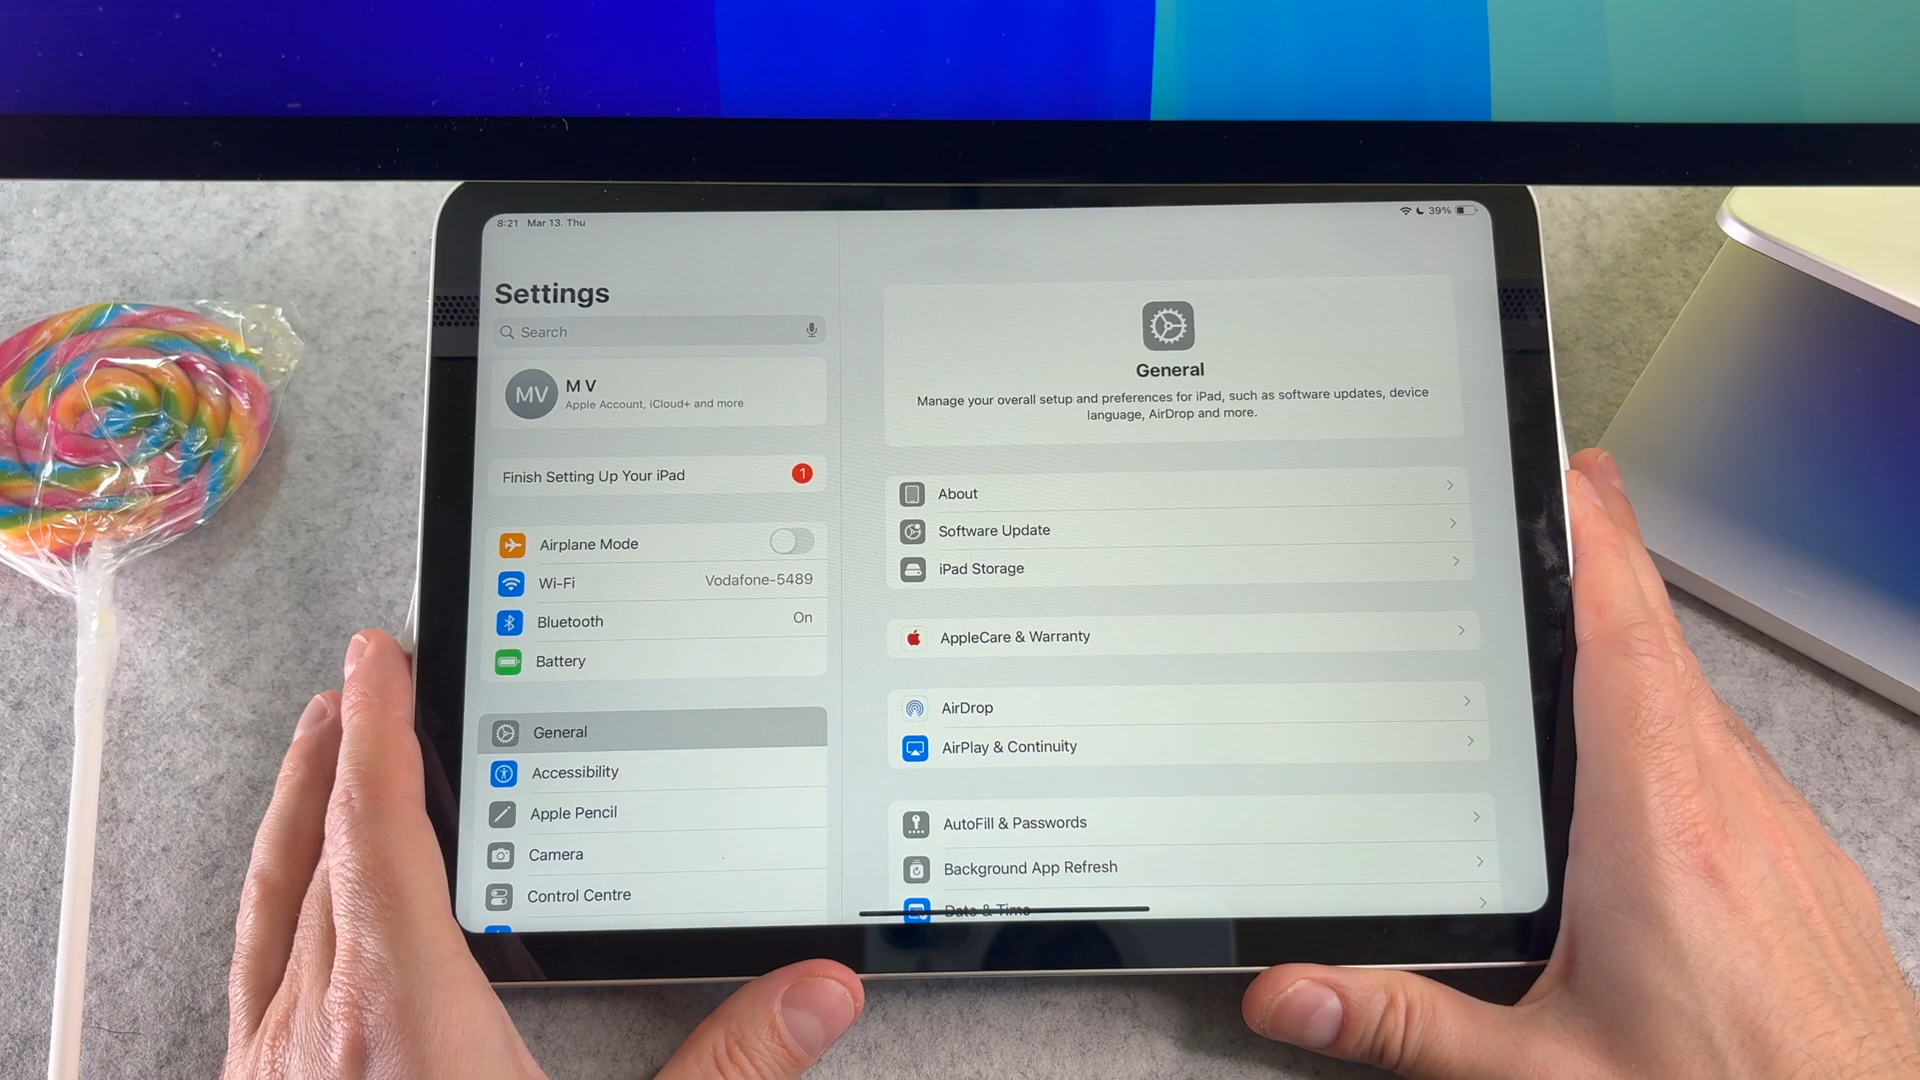 8:21 Mar 13. Thu
39%
Settings
Search
MV
M V
Apple Account, iCloud+ and more
Finish Setting Up Your iPad
1
Airplane Mode
Wi-Fi
Vodafone-5489
Bluetooth
On
Battery
General
Accessibility
Apple Pencil
Camera
Control Centre
General
Manage your overall setup and preferences for iPad, such as software updates, device
language, AirDrop and more.
About
Software Update
iPad Storage
AppleCare & Warranty
AirDrop
AirPlay & Continuity
AutoFill & Passwords
Background App Refresh
Date & Time